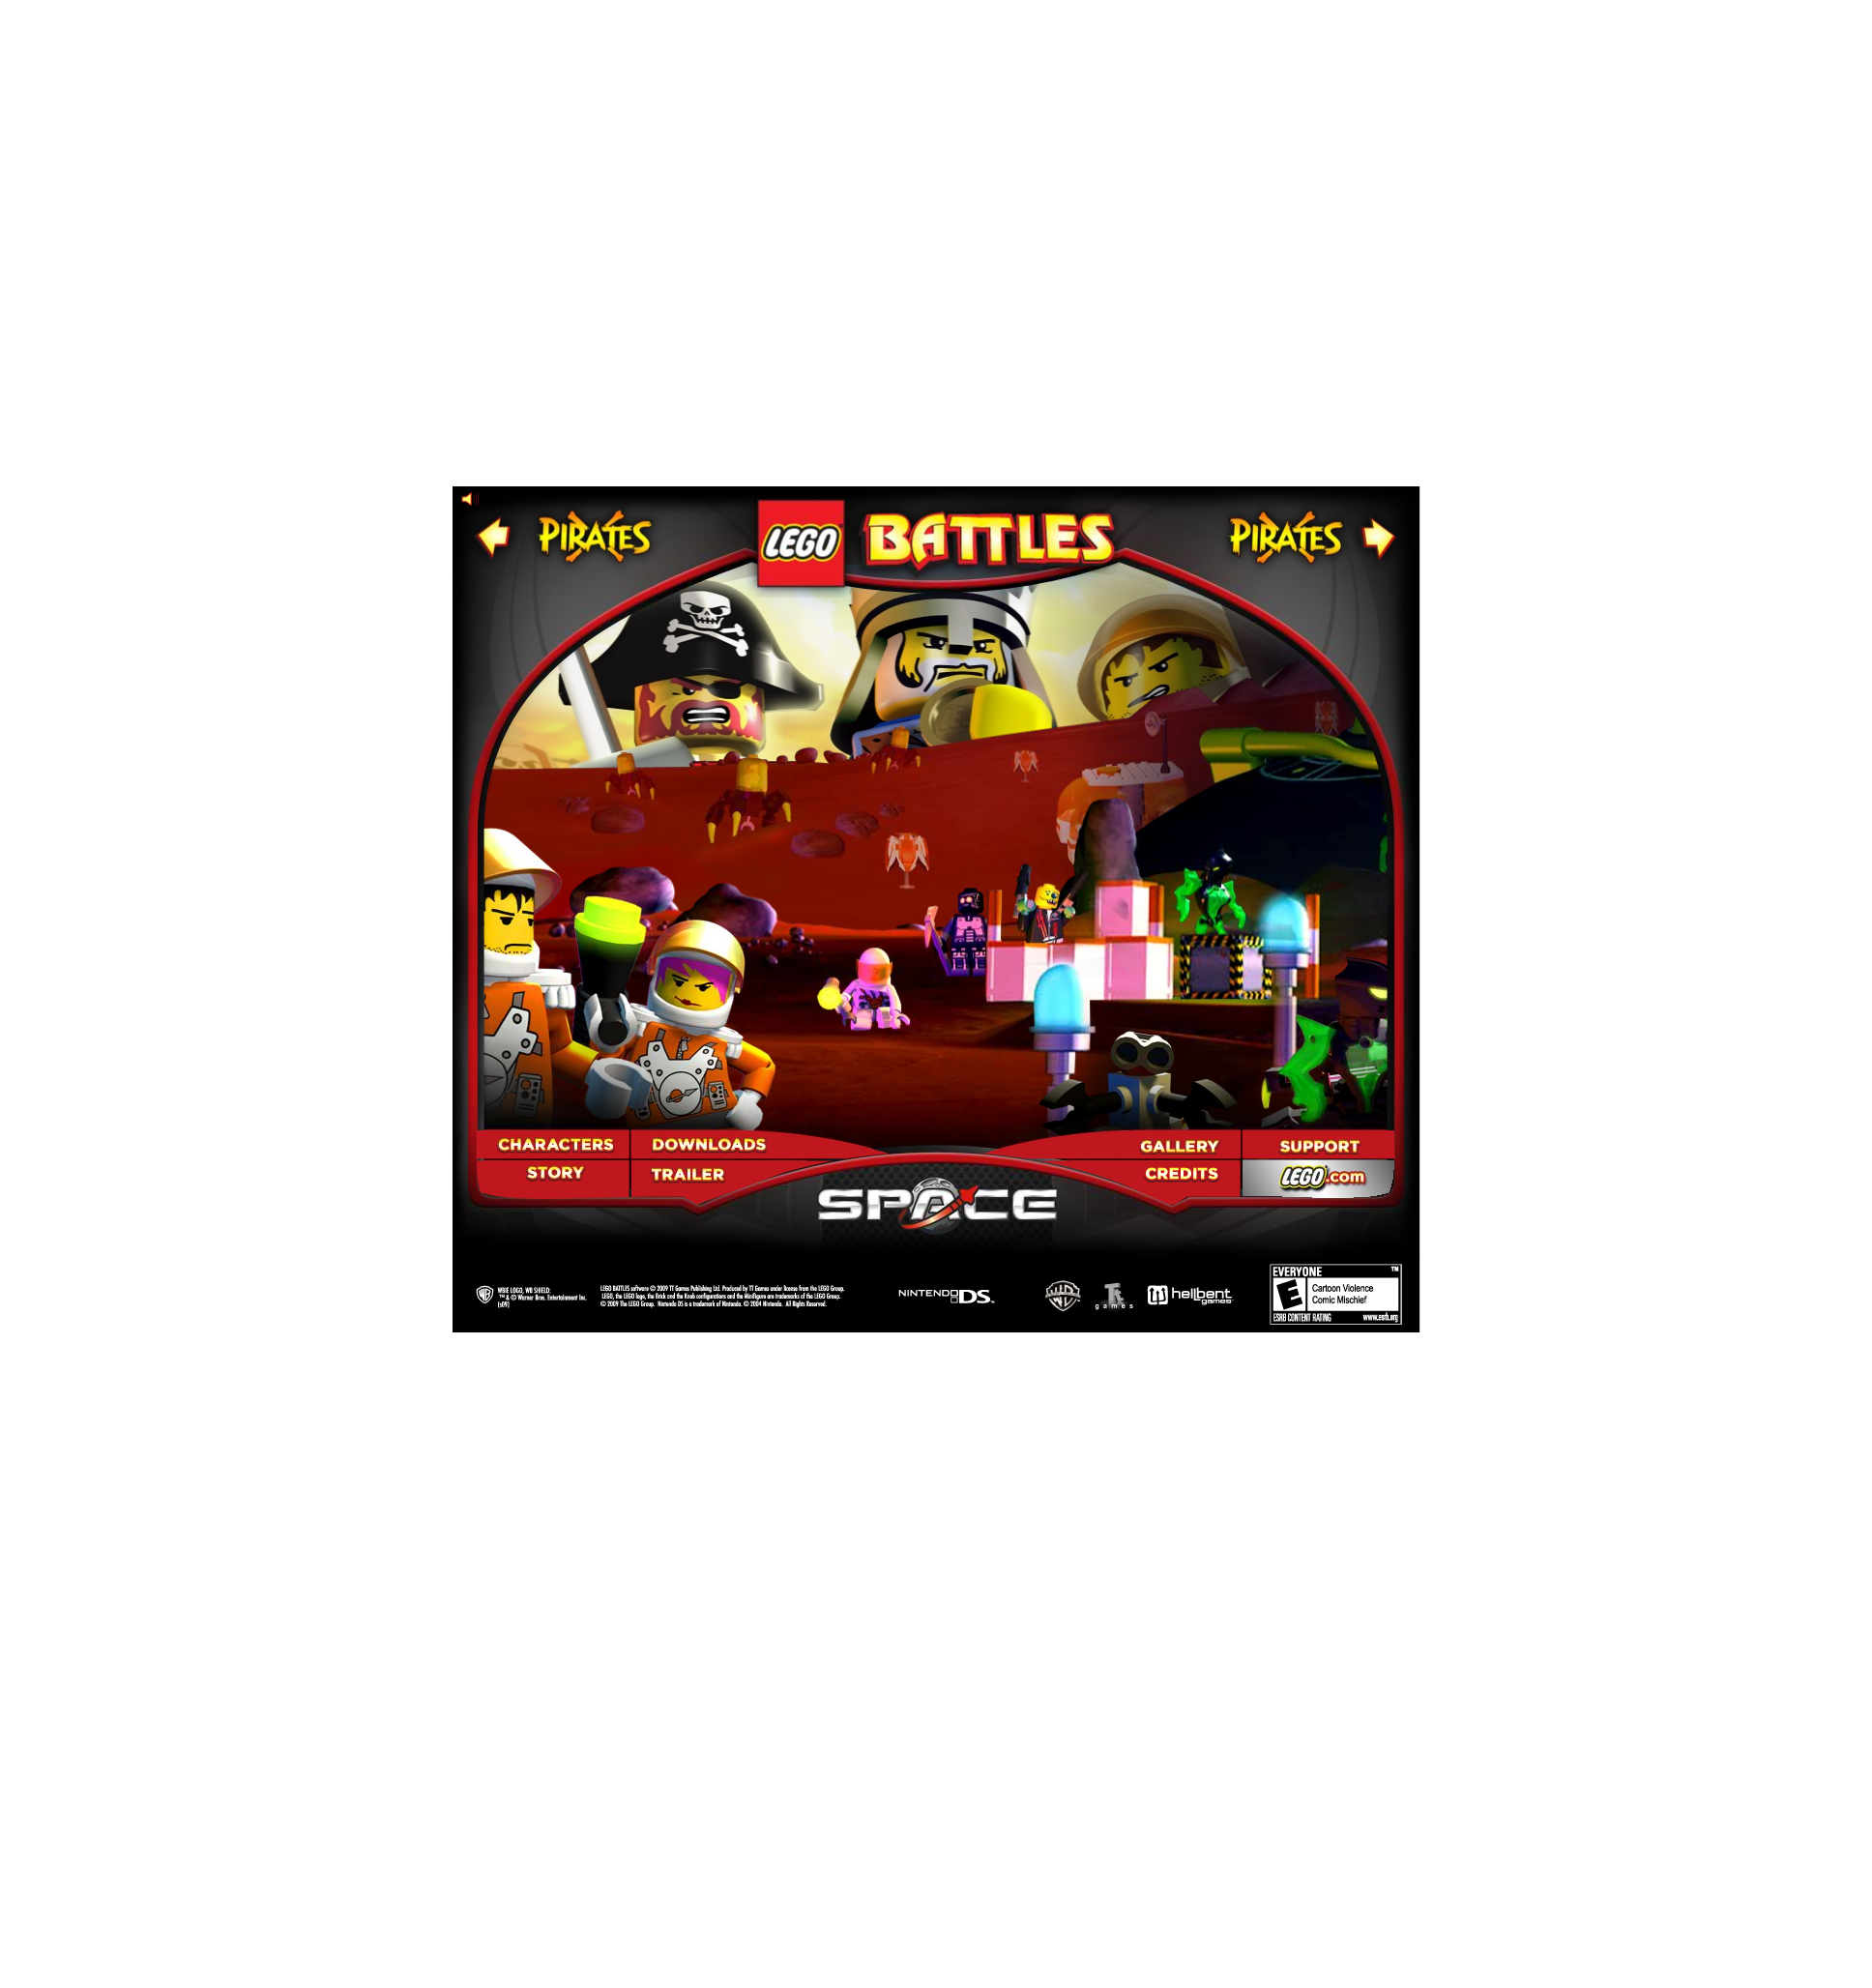 PIRATES
LEGO BATTLES
PIRATES
CHARACTERS
DOWNLOADS
GALLERY
SUPPORT
STORY
TRAILER
CREDITS
LEGO.com
SPACE
WBIE LOGO, WB SHIELD:
™ & © Warner Bros. Entertainment Inc.
(s09)
LEGO BATTLES software © 2009 TT Games Publishing Ltd. Produced by TT Games under license from the LEGO Group.
LEGO, the LEGO logo, the Brick and the Knob configurations and the Minifigure are trademarks of the LEGO Group.
© 2009 The LEGO Group. Nintendo DS is a trademark of Nintendo. © 2004 Nintendo. All Rights Reserved.
NINTENDO DS™
WB
games
hellbent
games
EVERYONE ™
E
Cartoon Violence
Comic Mischief
ESRB CONTENT RATING www.esrb.org